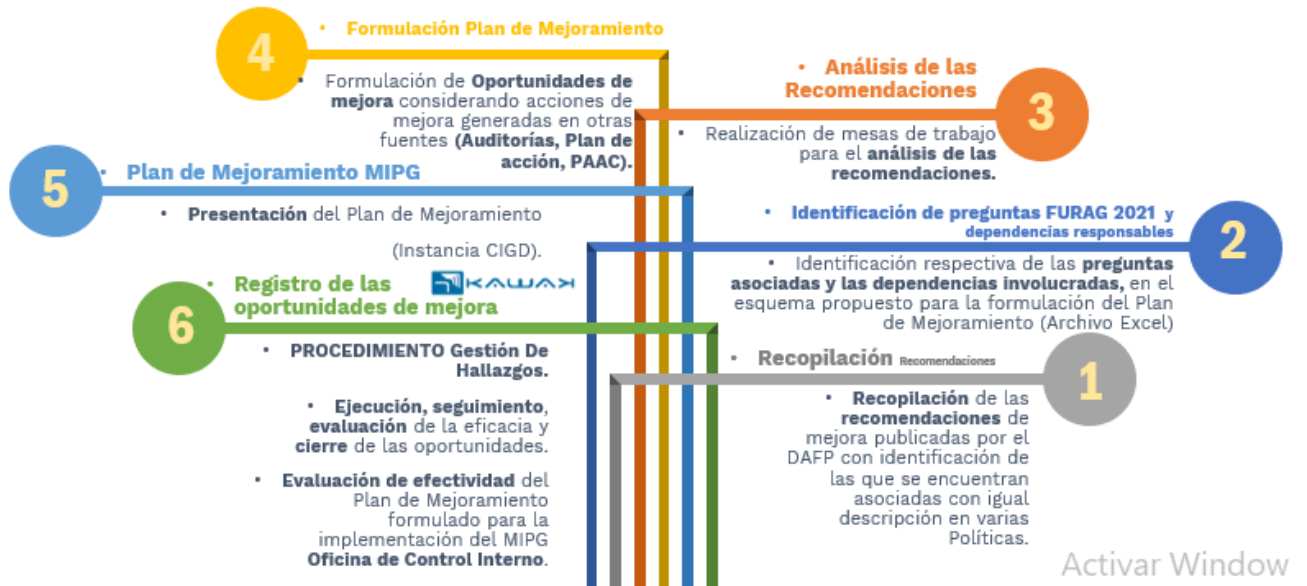 4
• Formulación Plan de Mejoramiento
• Formulación de Oportunidades de
mejora considerando acciones de
mejora generadas en otras
fuentes (Auditorías, Plan de
acción, PAAC).
3
• Análisis de las
Recomendaciones
• Realización de mesas de trabajo
para el análisis de las
recomendaciones.
5
• Plan de Mejoramiento MIPG
• Presentación del Plan de Mejoramiento
(Instancia CIGD).
2
• Identificación de preguntas FURAG 2021 y
dependencias responsables
• Identificación respectiva de las preguntas
asociadas y las dependencias involucradas, en el
esquema propuesto para la formulación del Plan
de Mejoramiento (Archivo Excel)
6
• Registro de las
oportunidades de mejora
KAWAK
• PROCEDIMIENTO Gestión De
Hallazgos.
• Ejecución, seguimiento,
evaluación de la eficacia y
cierre de las oportunidades.
• Evaluación de efectividad del
Plan de Mejoramiento
formulado para la
implementación del MIPG
Oficina de Control Interno.
1
• Recopilación Recomendaciones
• Recopilación de las
recomendaciones de
mejora publicadas por el
DAFP con identificación de
las que se encuentran
asociadas con igual
descripción en varias
Políticas.
Activar Window